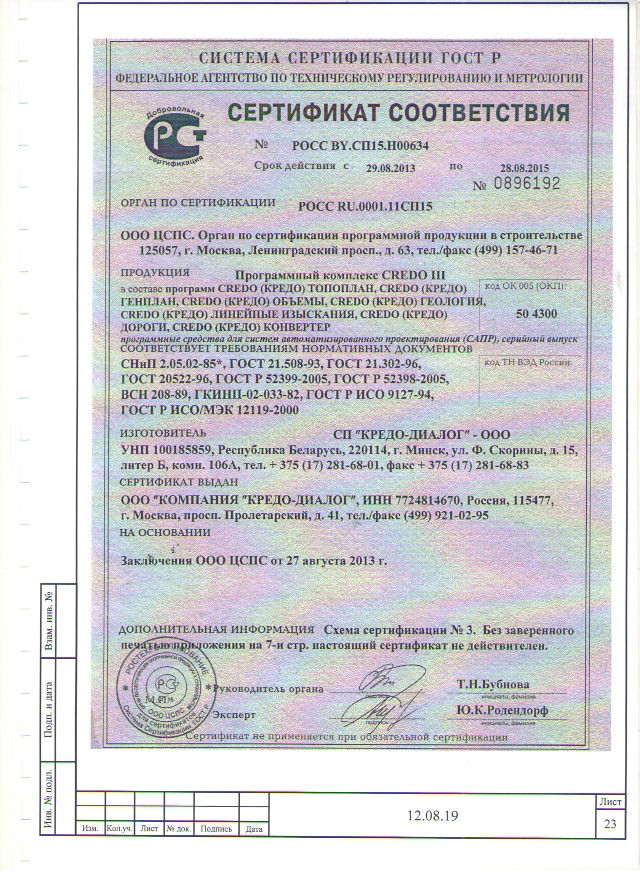 СИСТЕМА СЕРТИФИКАЦИИ ГОСТ Р
ФЕДЕРАЛЬНОЕ АГЕНТСТВО ПО ТЕХНИЧЕСКОМУ РЕГУЛИРОВАНИЮ И МЕТРОЛОГИИ
Добровольная
РСТ
сертификация
СЕРТИФИКАТ СООТВЕТСТВИЯ
№ РОСС BY.СП15.Н00634
Срок действия с 29.08.2013 по 28.08.2015
№ 0896192
ОРГАН ПО СЕРТИФИКАЦИИ РОСС RU.0001.11СП15
ООО ЦСПС. Орган по сертификации программной продукции в строительстве
125057, г. Москва, Ленинградский просп., д. 63, тел./факс (499) 157-46-71
ПРОДУКЦИЯ Программный комплекс CREDO III
в составе программ CREDO (КРЕДО) ТОПОПЛАН, CREDO (КРЕДО)
ГЕНПЛАН, CREDO (КРЕДО) ОБЪЕМЫ, CREDO (КРЕДО) ГЕОЛОГИЯ,
CREDO (КРЕДО) ЛИНЕЙНЫЕ ИЗЫСКАНИЯ, CREDO (КРЕДО)
ДОРОГИ, CREDO (КРЕДО) КОНВЕРТЕР
программные средства для систем автоматизированного проектирования (САПР), серийный выпуск
код ОК 005 (ОКП):
50 4300
СООТВЕТСТВУЕТ ТРЕБОВАНИЯМ НОРМАТИВНЫХ ДОКУМЕНТОВ
СНиП 2.05.02-85*, ГОСТ 21.508-93, ГОСТ 21.302-96,
ГОСТ 20522-96, ГОСТ Р 52399-2005, ГОСТ Р 52398-2005,
ВСН 208-89, ГКИНП-02-033-82, ГОСТ Р ИСО 9127-94,
ГОСТ Р ИСО/МЭК 12119-2000
код ТН ВЭД России:
ИЗГОТОВИТЕЛЬ СП "КРЕДО-ДИАЛОГ" - ООО
УНП 100185859, Республика Беларусь, 220114, г. Минск, ул. Ф. Скорины, д. 15,
литер Б, комн. 106А, тел. + 375 (17) 281-68-01, факс + 375 (17) 281-68-83
СЕРТИФИКАТ ВЫДАН
ООО "КОМПАНИЯ "КРЕДО-ДИАЛОГ", ИНН 7724814670, Россия, 115477,
г. Москва, просп. Пролетарский, д. 41, тел./факс (499) 921-02-95
НА ОСНОВАНИИ
Заключения ООО ЦСПС от 27 августа 2013 г.
ДОПОЛНИТЕЛЬНАЯ ИНФОРМАЦИЯ Схема сертификации № 3. Без заверенного
печатью приложения на 7-и стр. настоящий сертификат не действителен.
М.П.
ООО ЦСПС
для сертификатов
Система Сертификации ГОСТ Р
Руководитель органа
подпись
Т.Н.Бубнова
инициалы, фамилия
Эксперт
подпись
Ю.К.Родендорф
инициалы, фамилия
Сертификат не применяется при обязательной сертификации
Взам. инв. №
Подп. и дата
Инв. № подл.
Изм. Кол.уч. Лист № док. Подпись Дата
12.08.19
Лист
23